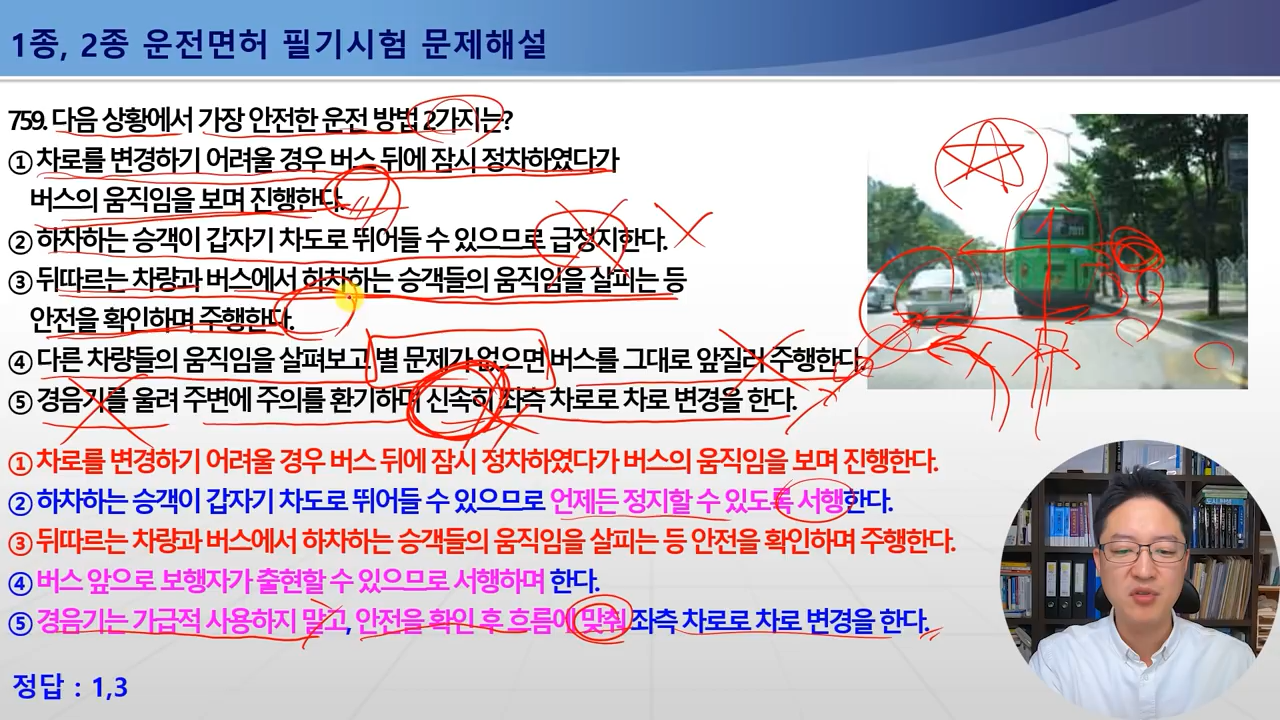 1종, 2종 운전면허 필기시험 문제해설
759. 다음 상황에서 가장 안전한 운전 방법 2가지는?
① 차로를 변경하기 어려울 경우 버스 뒤에 잠시 정차하였다가
버스의 움직임을 보며 진행한다.
② 하차하는 승객이 갑자기 차도로 뛰어들 수 있으므로 급정지한다.
③ 뒤따르는 차량과 버스에서 하차하는 승객들의 움직임을 살피는 등
안전을 확인하며 주행한다.
④ 다른 차량들의 움직임을 살펴보고 별 문제가 없으면 버스를 그대로 앞질러 주행한다.
⑤ 경음기를 울려 주변에 주의를 환기하며 신속히 좌측 차로로 차로 변경을 한다.
① 차로를 변경하기 어려울 경우 버스 뒤에 잠시 정차하였다가 버스의 움직임을 보며 진행한다.
② 하차하는 승객이 갑자기 차도로 뛰어들 수 있으므로 언제든 정지할 수 있도록 서행한다.
③ 뒤따르는 차량과 버스에서 하차하는 승객들의 움직임을 살피는 등 안전을 확인하며 주행한다.
④ 버스 앞으로 보행자가 출현할 수 있으므로 서행하며 한다.
⑤ 경음기는 가급적 사용하지 말고, 안전을 확인 후 흐름에 맞춰 좌측 차로로 차로 변경을 한다.
정답 : 1,3